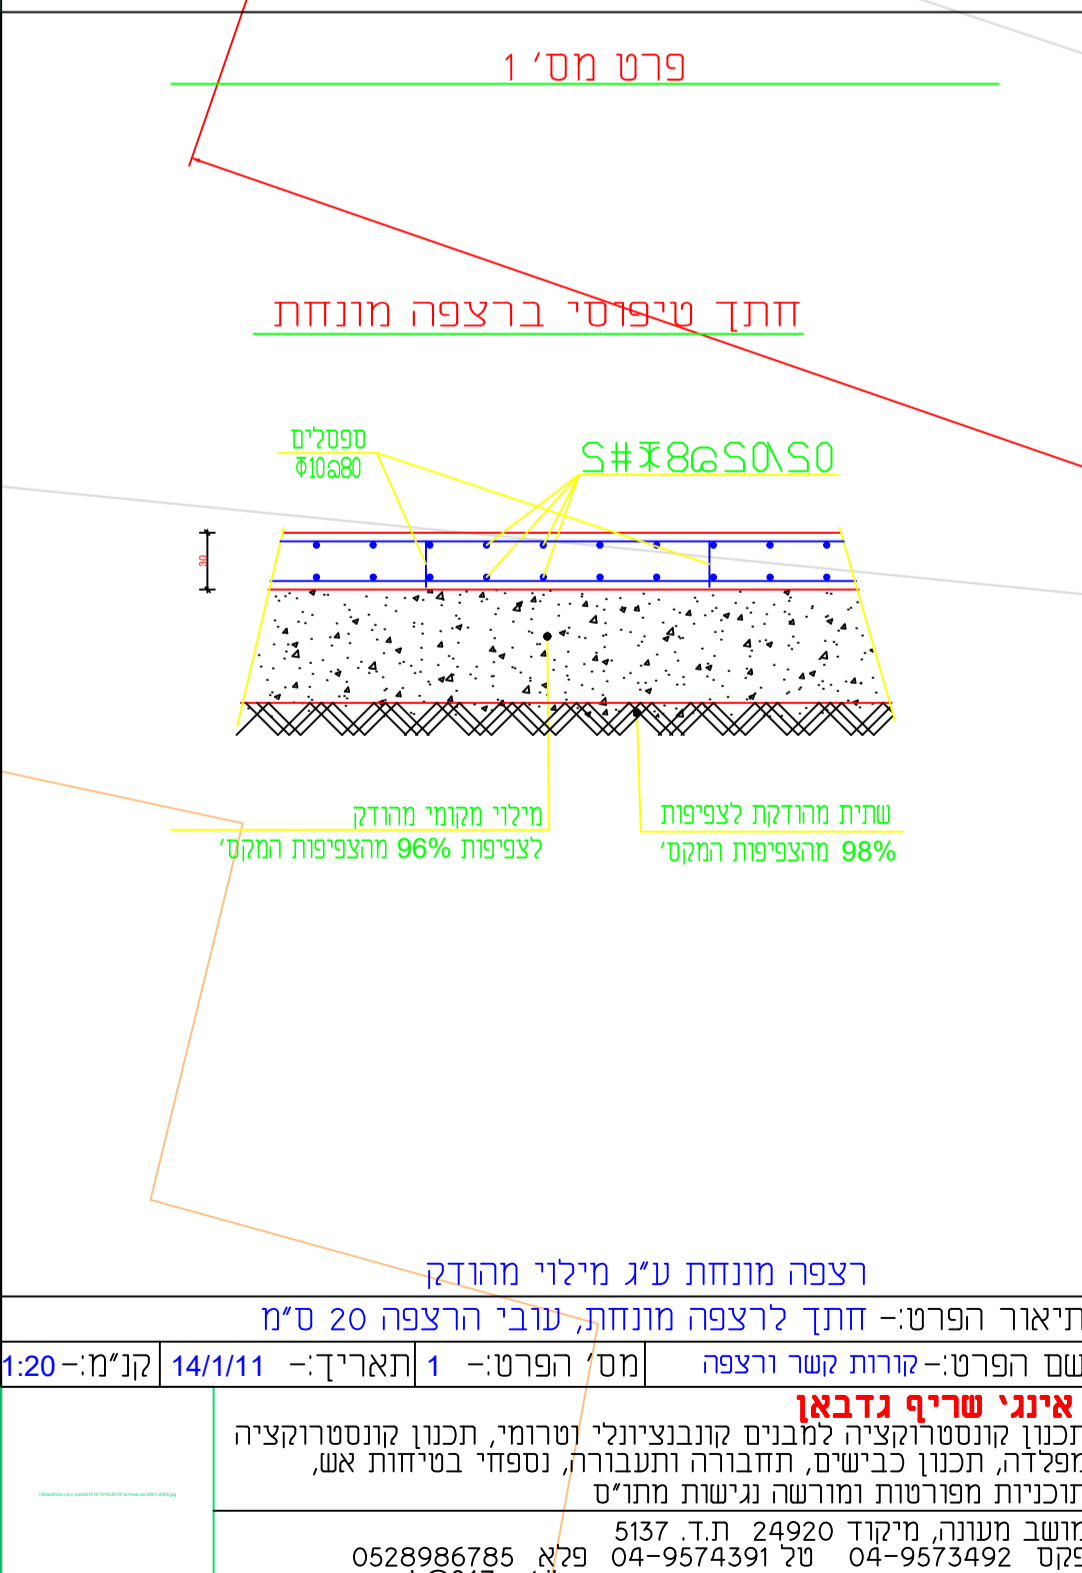 פרט מס' 1
חתך טיפוסי ברצפה מונחת
ספסלים
Φ10@80
2#Ø8@20\20
30
מילוי מקומי מהודק
לצפיפות 96% מהצפיפות המקס'
שתית מהודקת לצפיפות
98% מהצפיפות המקס'
רצפה מונחת ע"ג מילוי מהודק
תיאור הפרט:- חתך לרצפה מונחת, עובי הרצפה 20 ס"מ
שם הפרט:- קורות קשר ורצפה מס' הפרט:- 1 תאריך:- 14/1/11 קנ"מ:- 1:20
אינג' שריף גדבאן
תכנון קונסטרוקציה למבנים קונבנציונלי וטרומי, תכנון קונסטרוקציה
מפלדה, תכנון כבישים, תחבורה ותעבורה, נספחי בטיחות אש,
תוכניות מפורטות ומורשה נגישות מתו"ס
מושב מעונה, מיקוד 24920 ת.ד. 5137
פקס 04-9573492 טל 04-9574391 פלא 0528986785